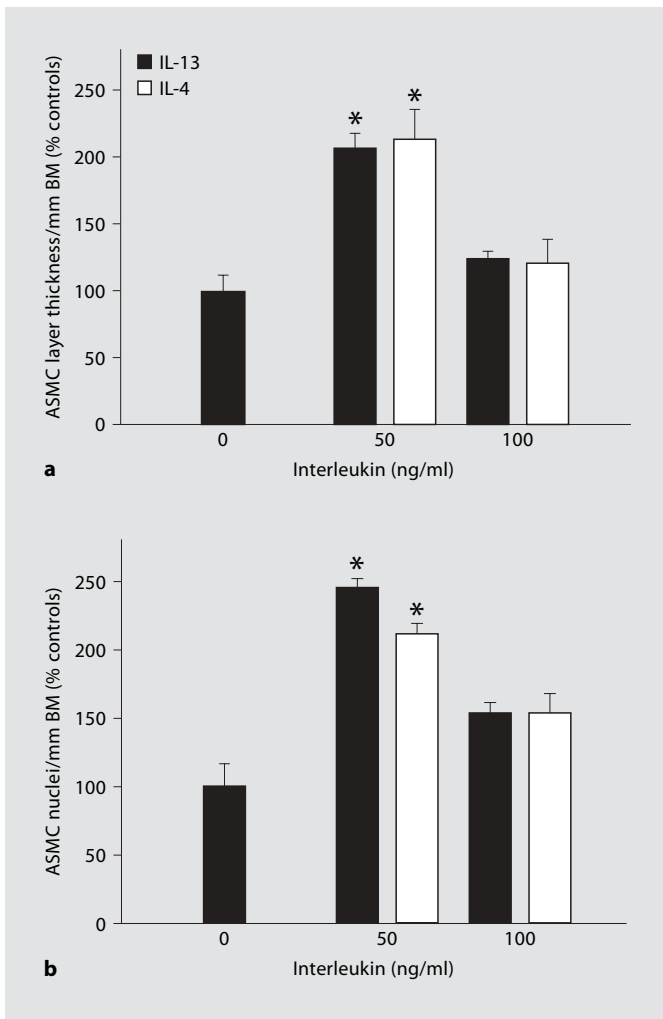 IL-13
IL-4
ASMC layer thickness/mm BM (% controls)
250
200
150
100
50
0
* *
0 50 100
Interleukin (ng/ml)
a
ASMC nuclei/mm BM (% controls)
250
200
150
100
50
0
* *
0 50 100
Interleukin (ng/ml)
b